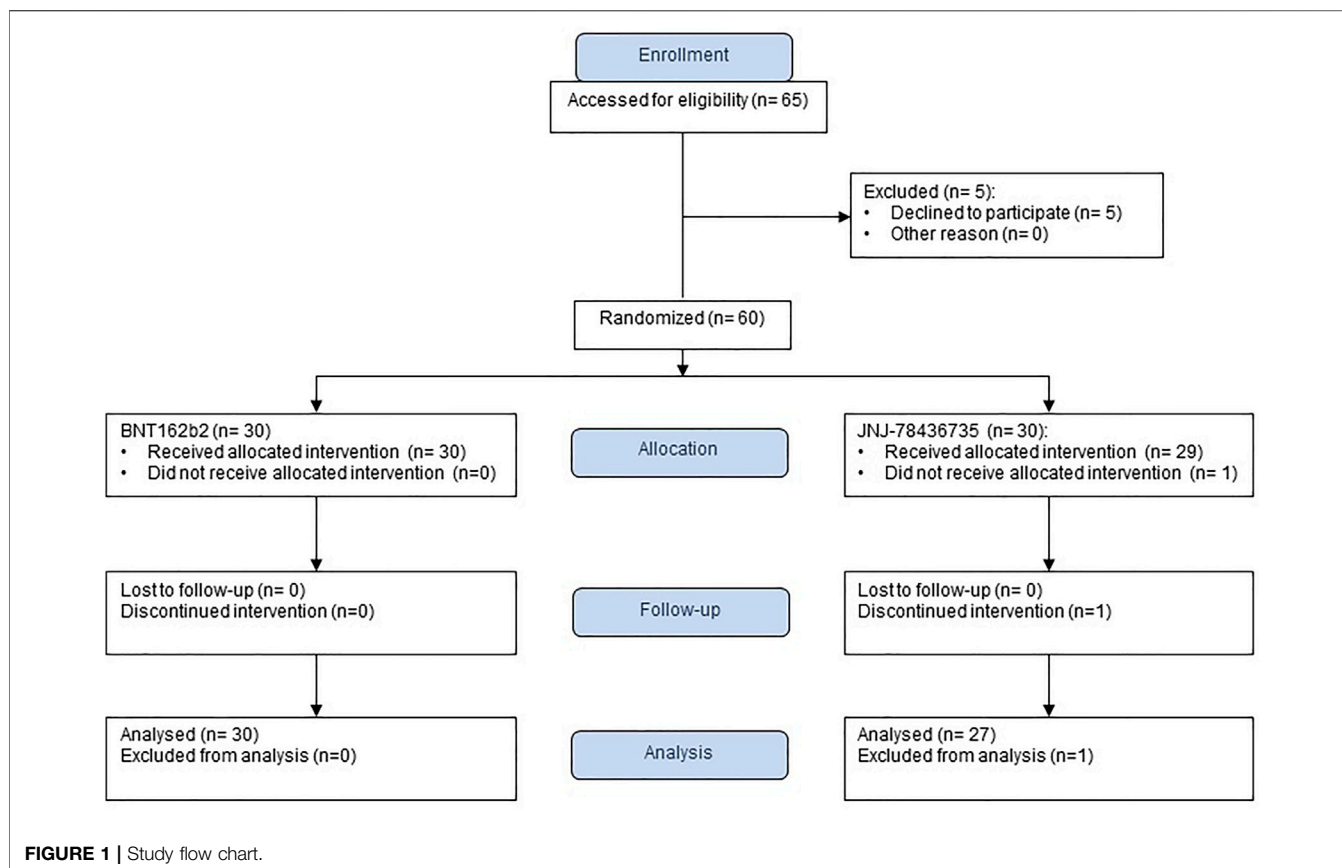 Enrollment
Accessed for eligibility (n= 65)
Excluded (n= 5):
• Declined to participate (n= 5)
• Other reason (n= 0)
Randomized (n= 60)
BNT162b2 (n= 30)
• Received allocated intervention (n= 30)
• Did not receive allocated intervention (n=0)
Allocation
JNJ-78436735 (n= 30):
• Received allocated intervention (n= 29)
• Did not receive allocated intervention (n= 1)
Lost to follow-up (n= 0)
Discontinued intervention (n=0)
Follow-up
Lost to follow-up (n= 0)
Discontinued intervention (n=1)
Analysed (n= 30)
Excluded from analysis (n=0)
Analysis
Analysed (n= 27)
Excluded from analysis (n=1)
FIGURE 1 | Study flow chart.